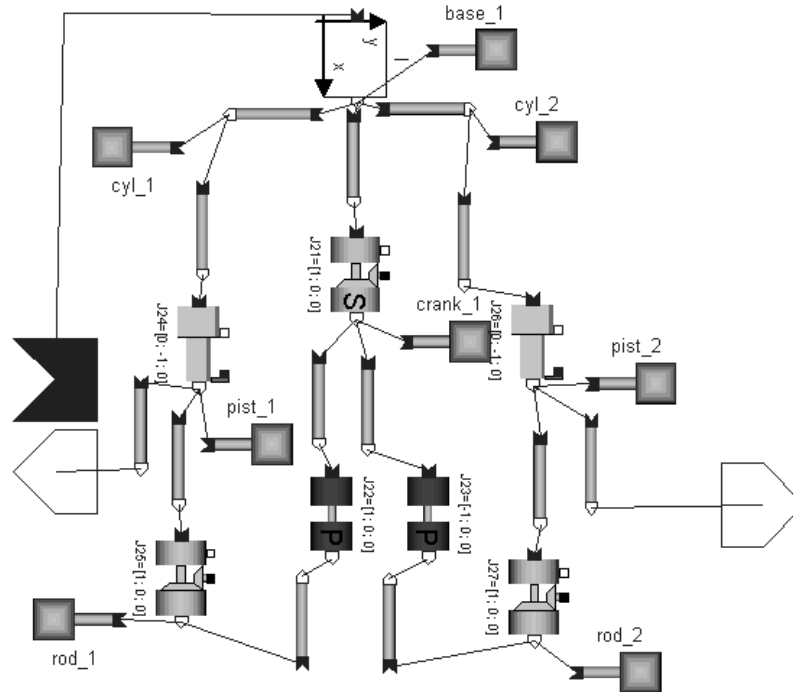 base_1
y
x
I
cyl_1
cyl_2
J21=[1: 0: 0]
S
crank_1
J24=[0: -1: 0]
J26=[0: -1: 0]
pist_1
pist_2
J22=[1: 0: 0]
P
J23=[-1: 0: 0]
P
J25=[1: 0: 0]
J27=[1: 0: 0]
rod_1
rod_2